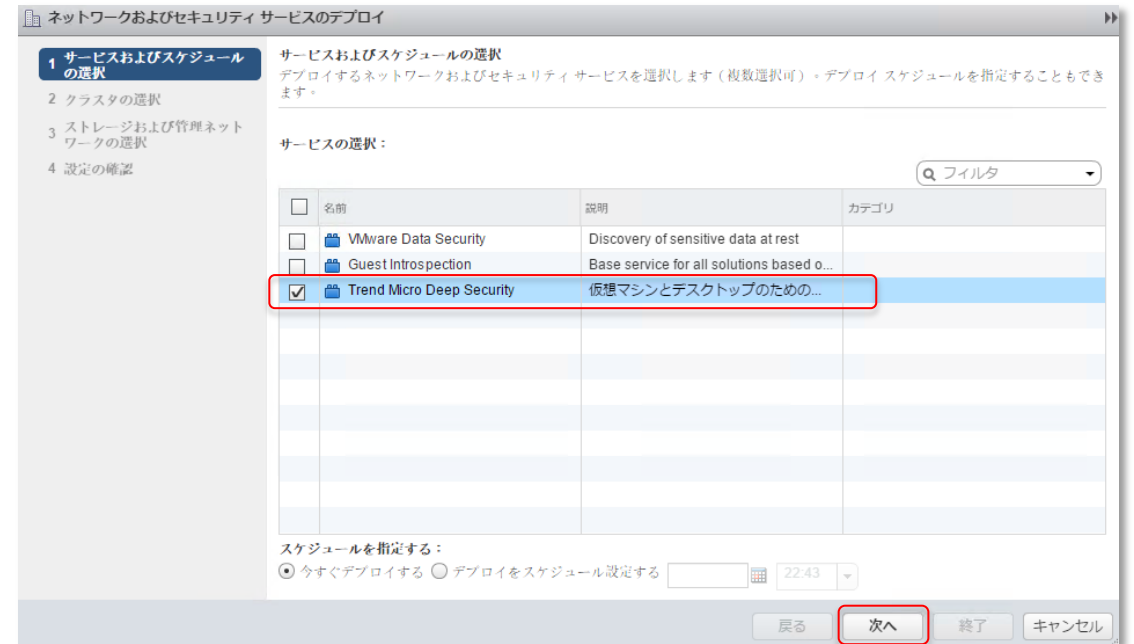 ネットワークおよびセキュリティ サービスのデプロイ
1 サービスおよびスケジュール
の選択
2 クラスタの選択
3 ストレージおよび管理ネット
ワークの選択
4 設定の確認
サービスおよびスケジュールの選択
デプロイするネットワークおよびセキュリティ サービスを選択します（複数選択可）。デプロイ スケジュールを指定することもでき
ます。
サービスの選択：
フィルタ
名前 説明 カテゴリ
VMware Data Security Discovery of sensitive data at rest
Guest Introspection Base service for all solutions based o...
Trend Micro Deep Security 仮想マシンとデスクトップのための...
スケジュールを指定する：
今すぐデプロイする デプロイをスケジュール設定する 22:43
戻る 次へ 終了 キャンセル